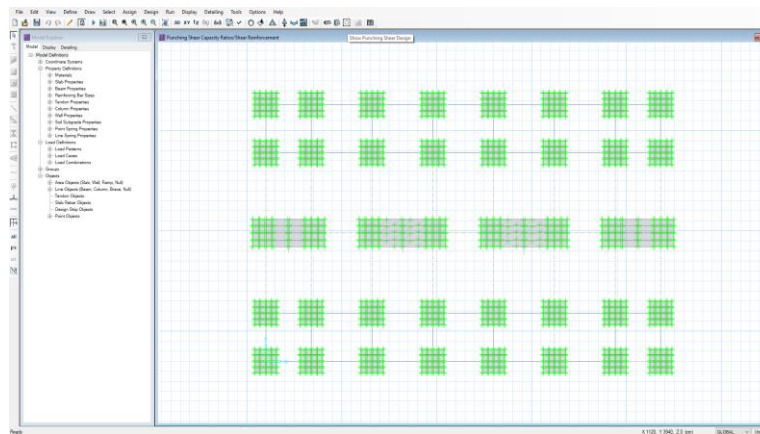 File Edit View Define Draw Select Assign Design Run Display Detailing Tools Options Help
Model Explorer
Punching Shear Capacity Ratios/Shear Reinforcement
Show Punching Shear Design
Model Display Detailing
Model Definitions
Coordinate Systems
Property Definitions
Materials
Slab Properties
Beam Properties
Reinforcing Bar Sizes
Tendon Properties
Column Properties
Wall Properties
Soil Subgrade Properties
Point Spring Properties
Line Spring Properties
Load Definitions
Load Patterns
Load Cases
Load Combinations
Groups
Objects
Area Objects (Slab, Wall, Ramp, Null)
Line Objects (Beam, Column, Brace, Null)
Tendon Objects
Slab Rebar Objects
Design Strip Objects
Point Objects
all
Ready
GLOBAL